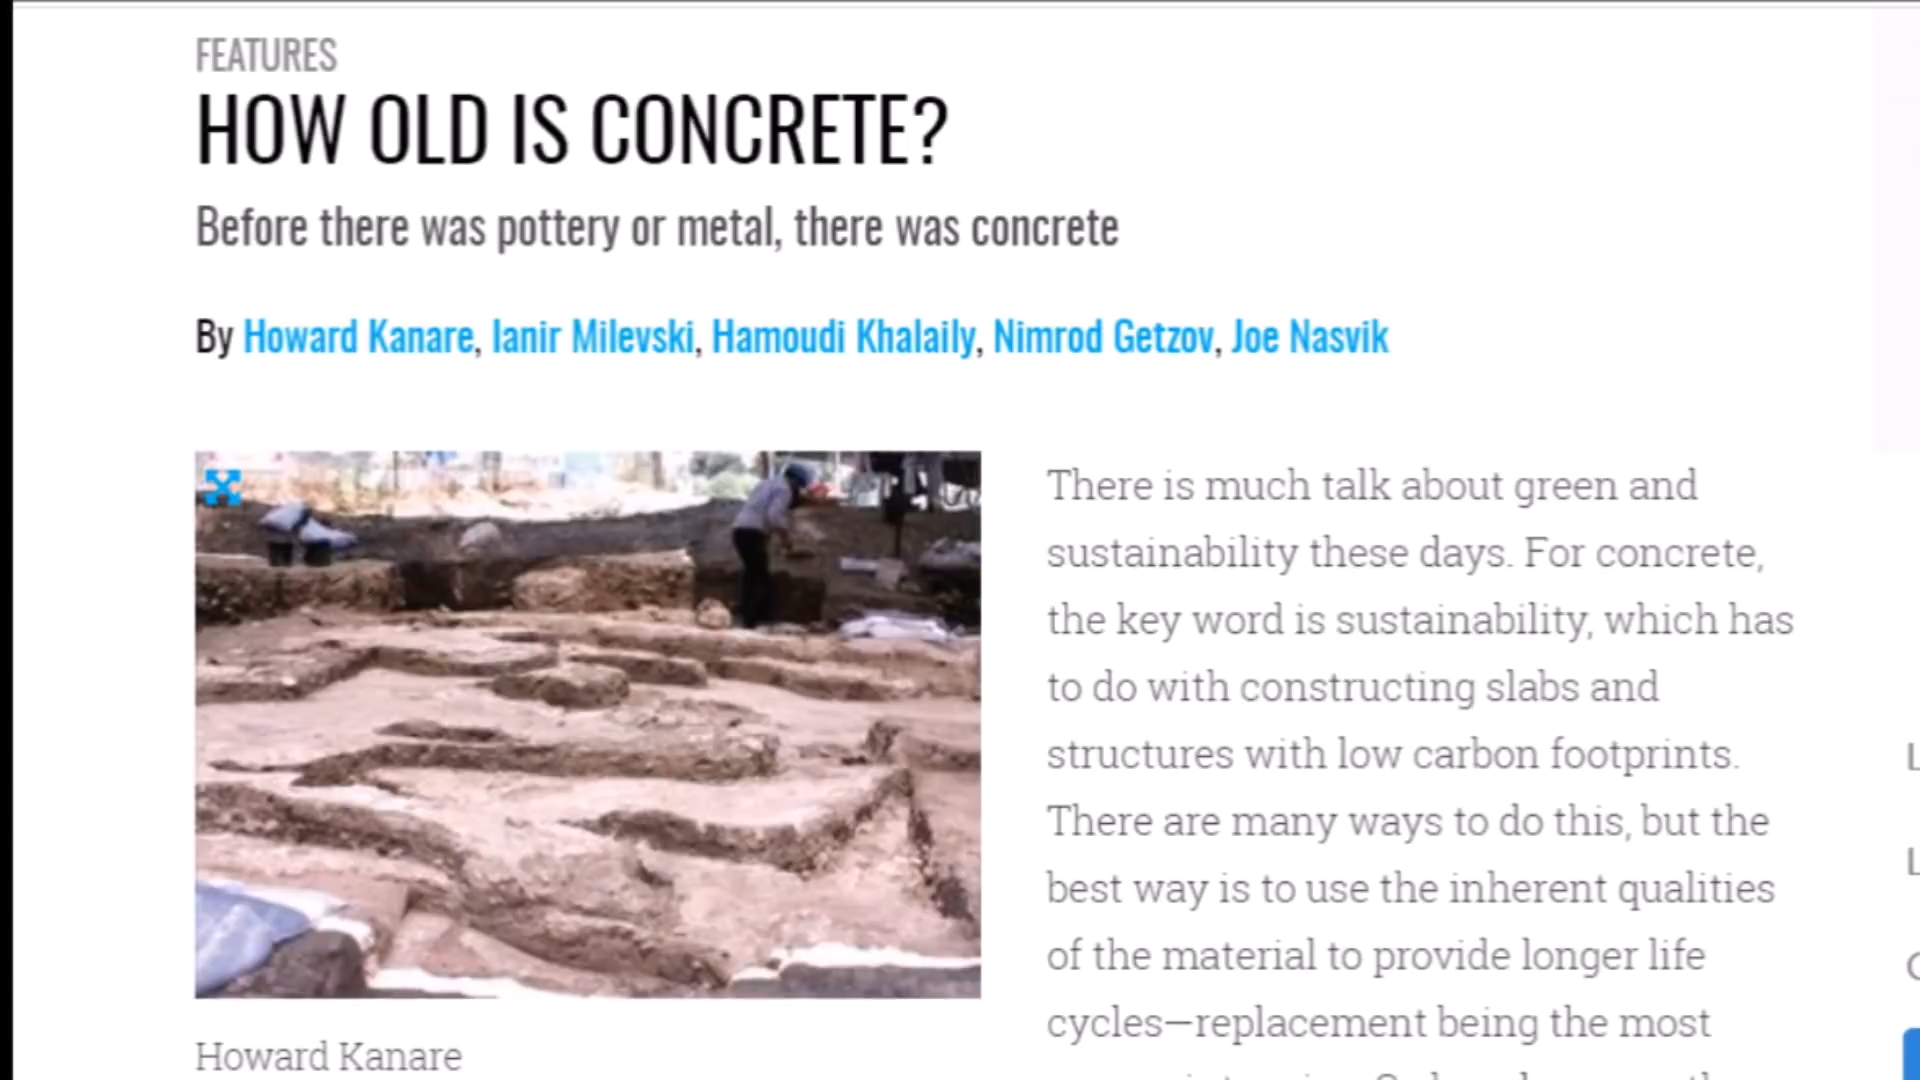 FEATURES
HOW OLD IS CONCRETE?
Before there was pottery or metal, there was concrete
By Howard Kanare, Ianir Milevski, Hamoudi Khalaily, Nimrod Getzov, Joe Nasvik
There is much talk about green and
sustainability these days. For concrete,
the key word is sustainability, which has
to do with constructing slabs and
structures with low carbon footprints.
There are many ways to do this, but the
best way is to use the inherent qualities
of the material to provide longer life
cycles—replacement being the most
Howard Kanare